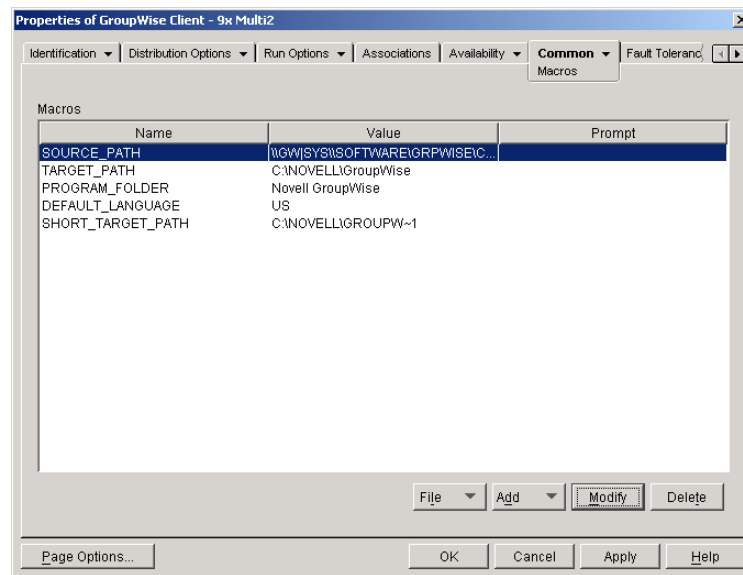 Properties of GroupWise Client - 9x Multi2
Identification Distribution Options Run Options Associations Availability Common Fault Toleranc
Macros
Macros
Name Value Prompt
SOURCE_PATH \\GW|SYS\\SOFTWARE\GRPWISE\C...
TARGET_PATH C:\NOVELL\GroupWise
PROGRAM_FOLDER Novell GroupWise
DEFAULT_LANGUAGE US
SHORT_TARGET_PATH C:\NOVELL\GROUPW~1
File Add Modify Delete
Page Options... OK Cancel Apply Help